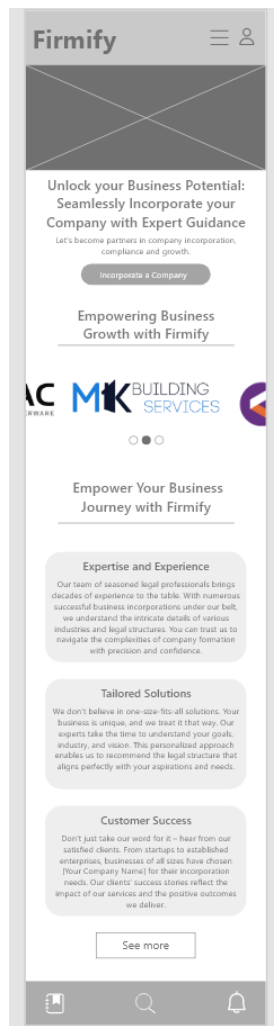 Firmify
Unlock your Business Potential:
Seamlessly Incorporate your
Company with Expert Guidance
Let's become partners in company incorporation,
compliance and growth.
Incorporate a Company
Empowering Business
Growth with Firmify
AC
ERWARE
MK BUILDING
SERVICES
Empower Your Business
Journey with Firmify
Expertise and Experience
Our team of seasoned legal professionals brings
decades of experience to the table. With numerous
successful business incorporations under our belt,
we understand the intricate details of various
industries and legal structures. You can trust us to
navigate the complexities of company formation
with precision and confidence.
Tailored Solutions
We don't believe in one-size-fits-all solutions. Your
business is unique, and we treat it that way. Our
experts take the time to understand your goals,
industry, and vision. This personalized approach
enables us to recommend the legal structure that
aligns perfectly with your aspirations and needs.
Customer Success
Don't just take our word for it – hear from our
satisfied clients. From startups to established
enterprises, businesses of all sizes have chosen
[Your Company Name] for their incorporation
needs. Our clients' success stories reflect the
impact of our services and the positive outcomes
we deliver.
See more